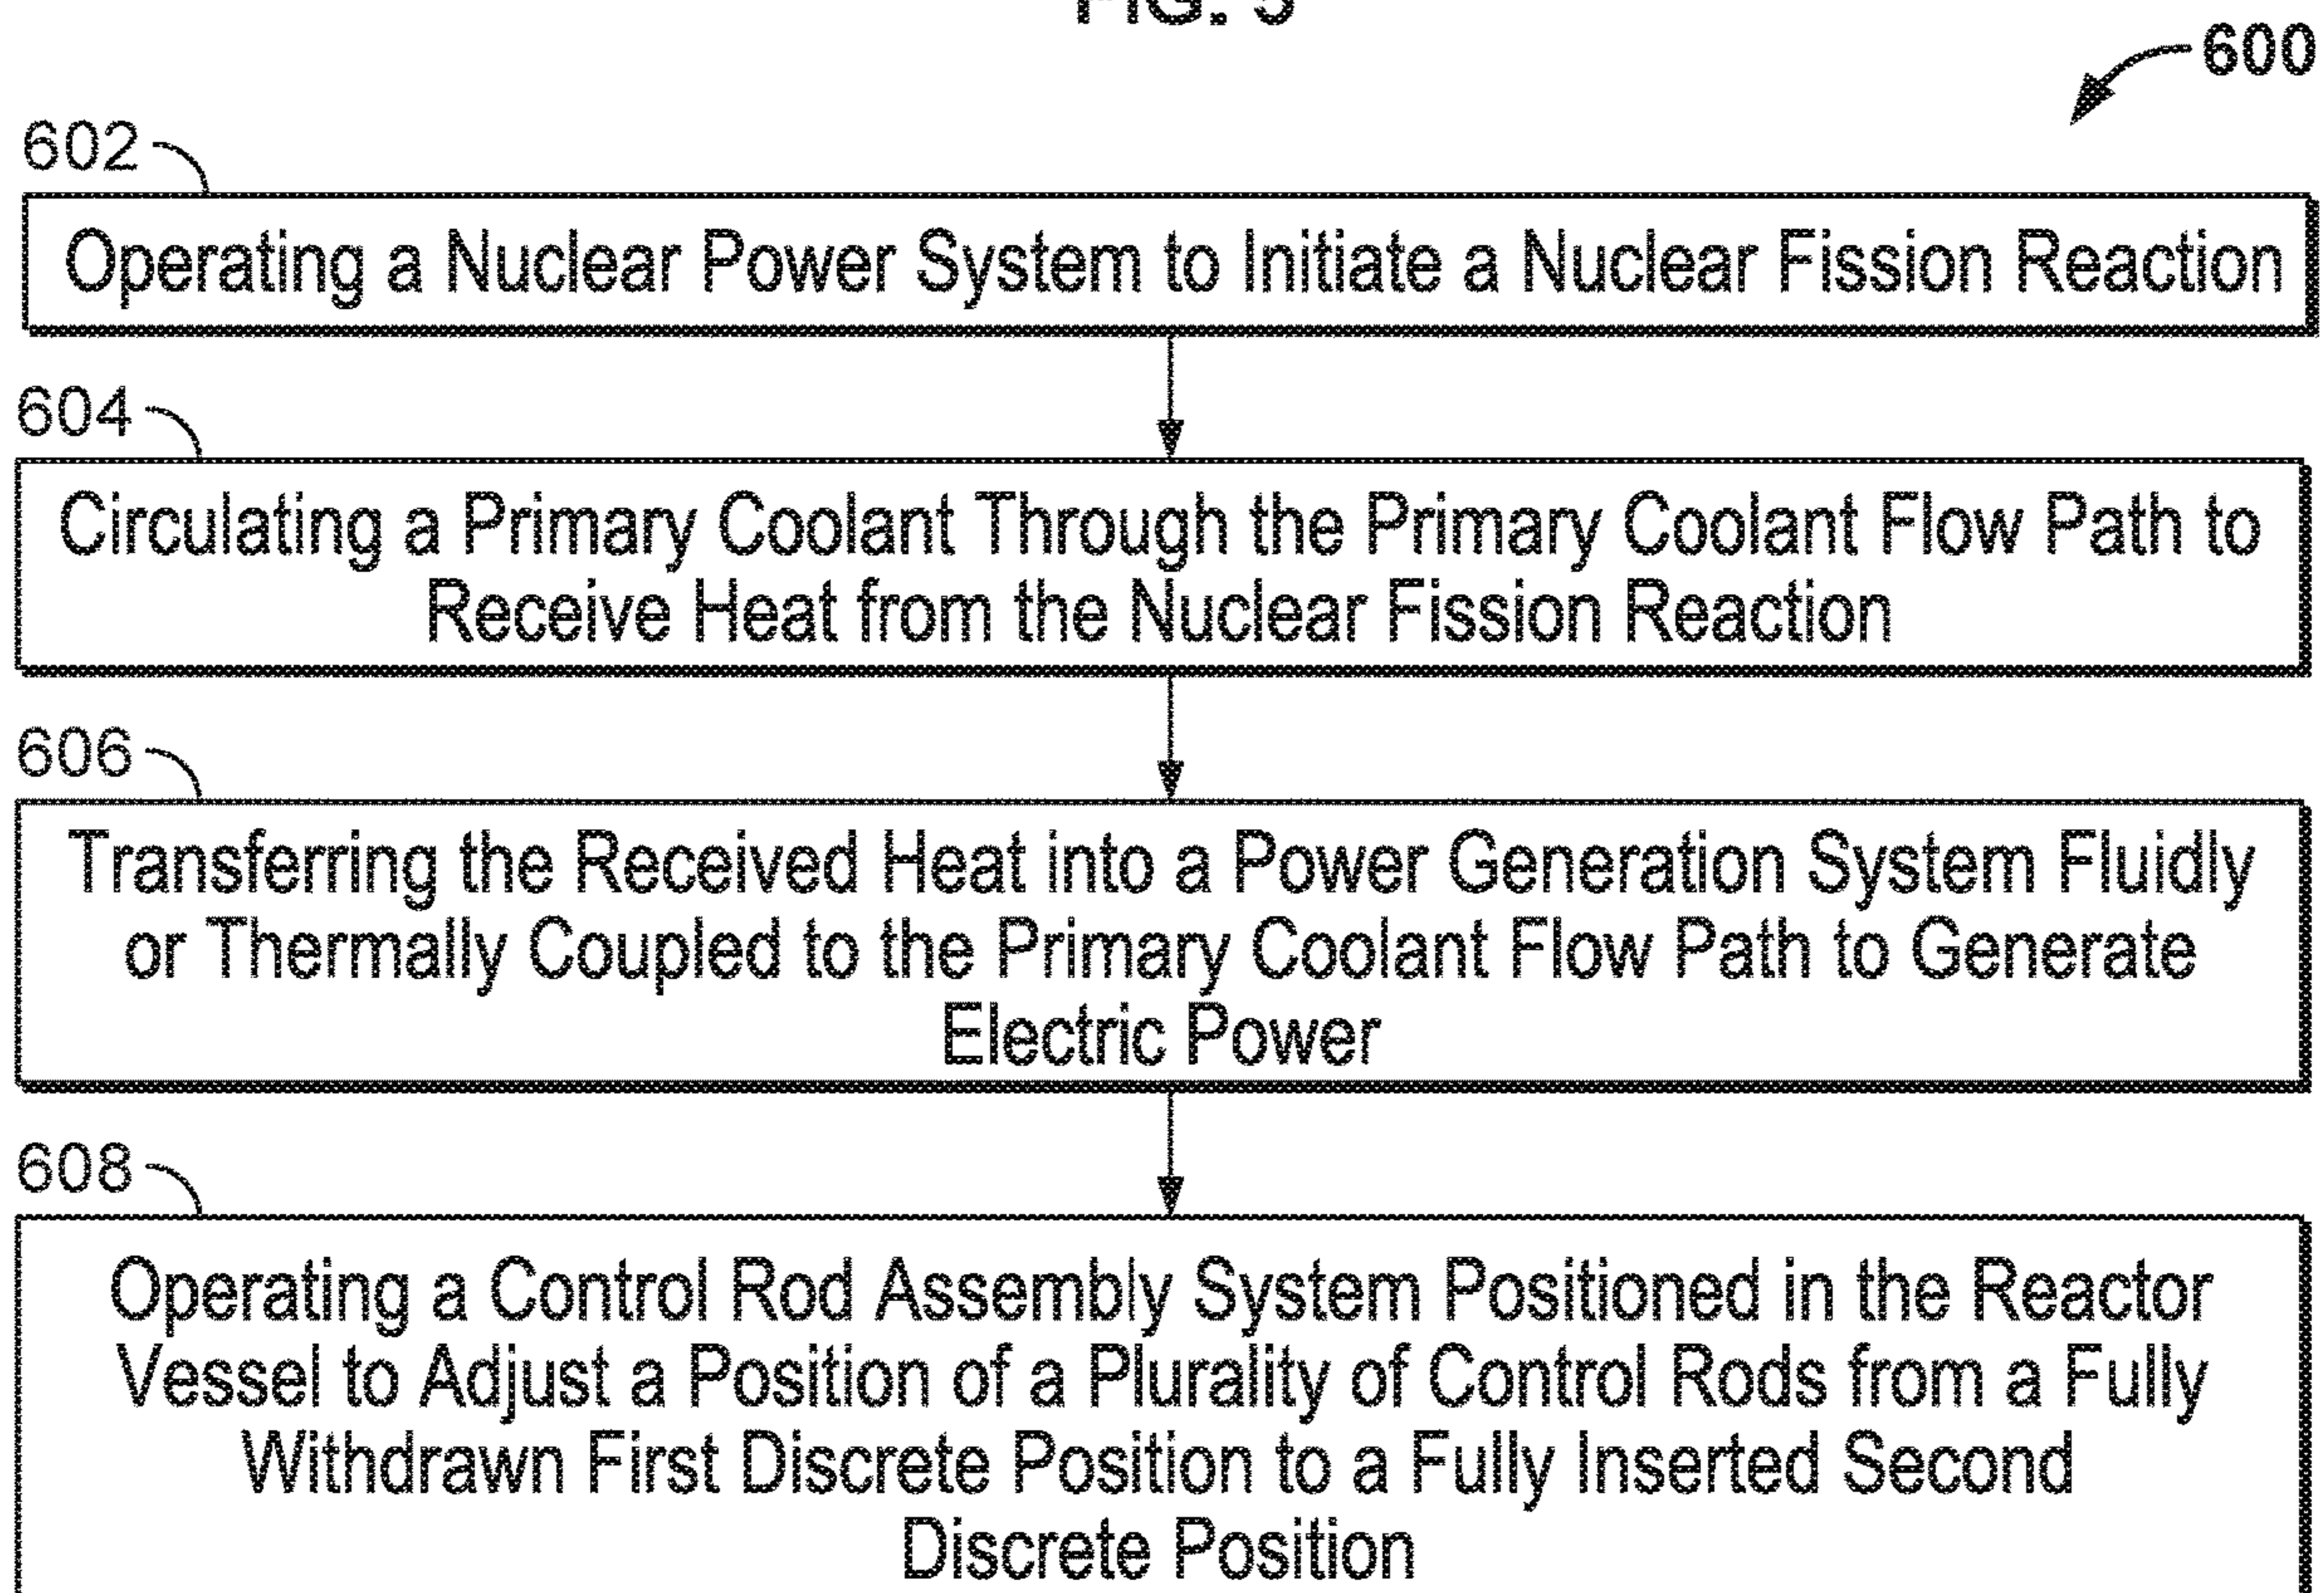 FIG. 5
600
602
Operating a Nuclear Power System to Initiate a Nuclear Fission Reaction
604
Circulating a Primary Coolant Through the Primary Coolant Flow Path to
Receive Heat from the Nuclear Fission Reaction
606
Transferring the Received Heat into a Power Generation System Fluidly
or Thermally Coupled to the Primary Coolant Flow Path to Generate
Electric Power
608
Operating a Control Rod Assembly System Positioned in the Reactor
Vessel to Adjust a Position of a Plurality of Control Rods from a Fully
Withdrawn First Discrete Position to a Fully Inserted Second
Discrete Position